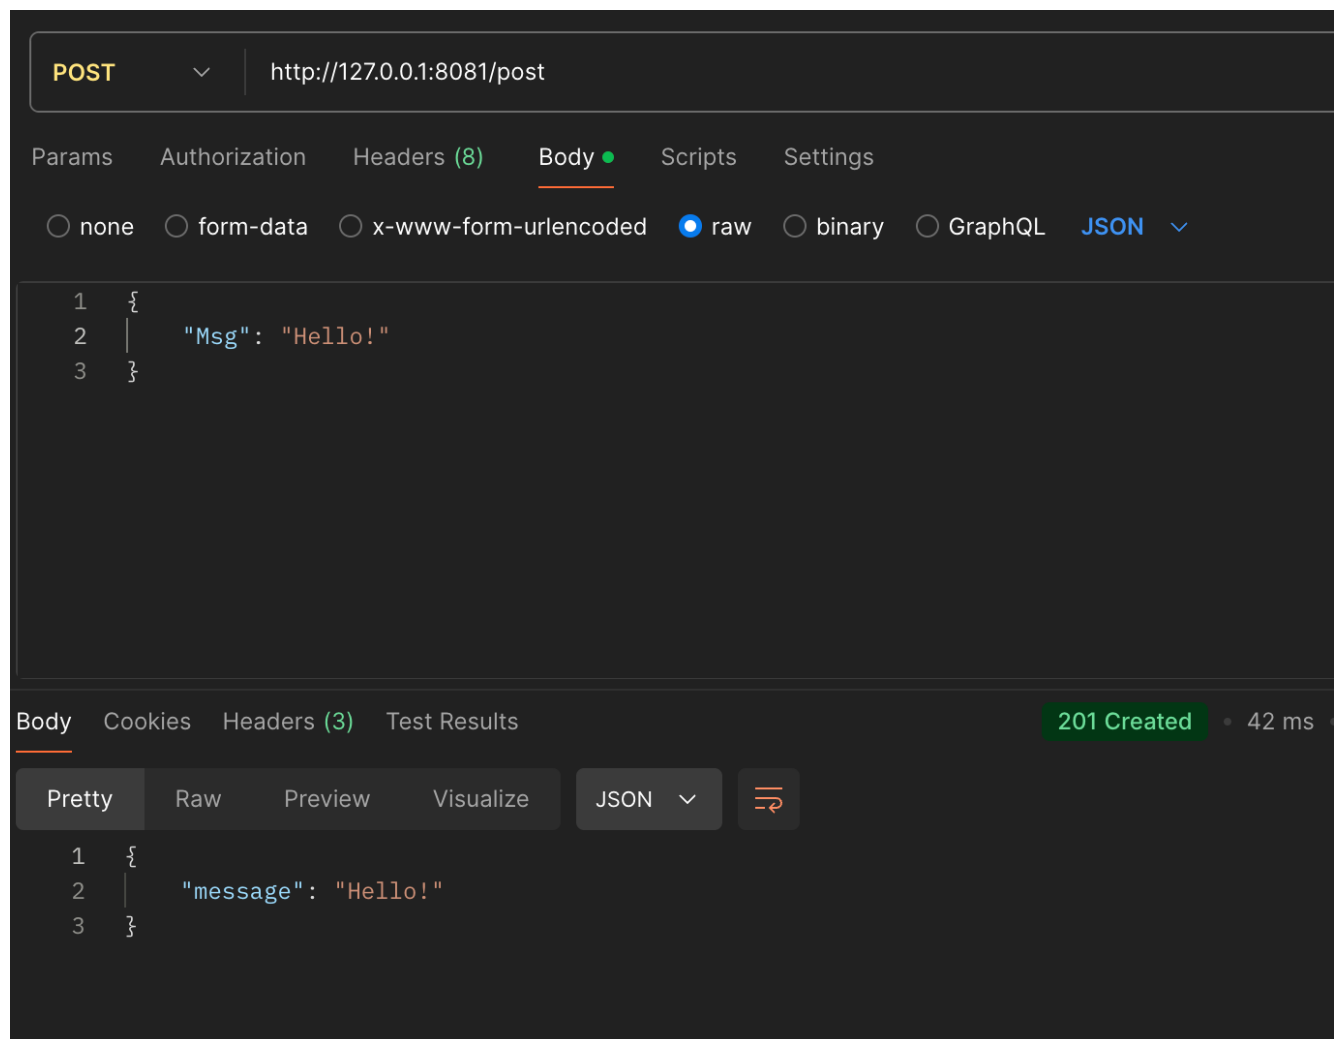 POST http://127.0.0.1:8081/post
Params Authorization Headers (8) Body Scripts Settings
none form-data x-www-form-urlencoded raw binary GraphQL JSON
1 {
2 "Msg": "Hello!"
3 }
Body Cookies Headers (3) Test Results 201 Created 42 ms
Pretty Raw Preview Visualize JSON
1 {
2 "message": "Hello!"
3 }